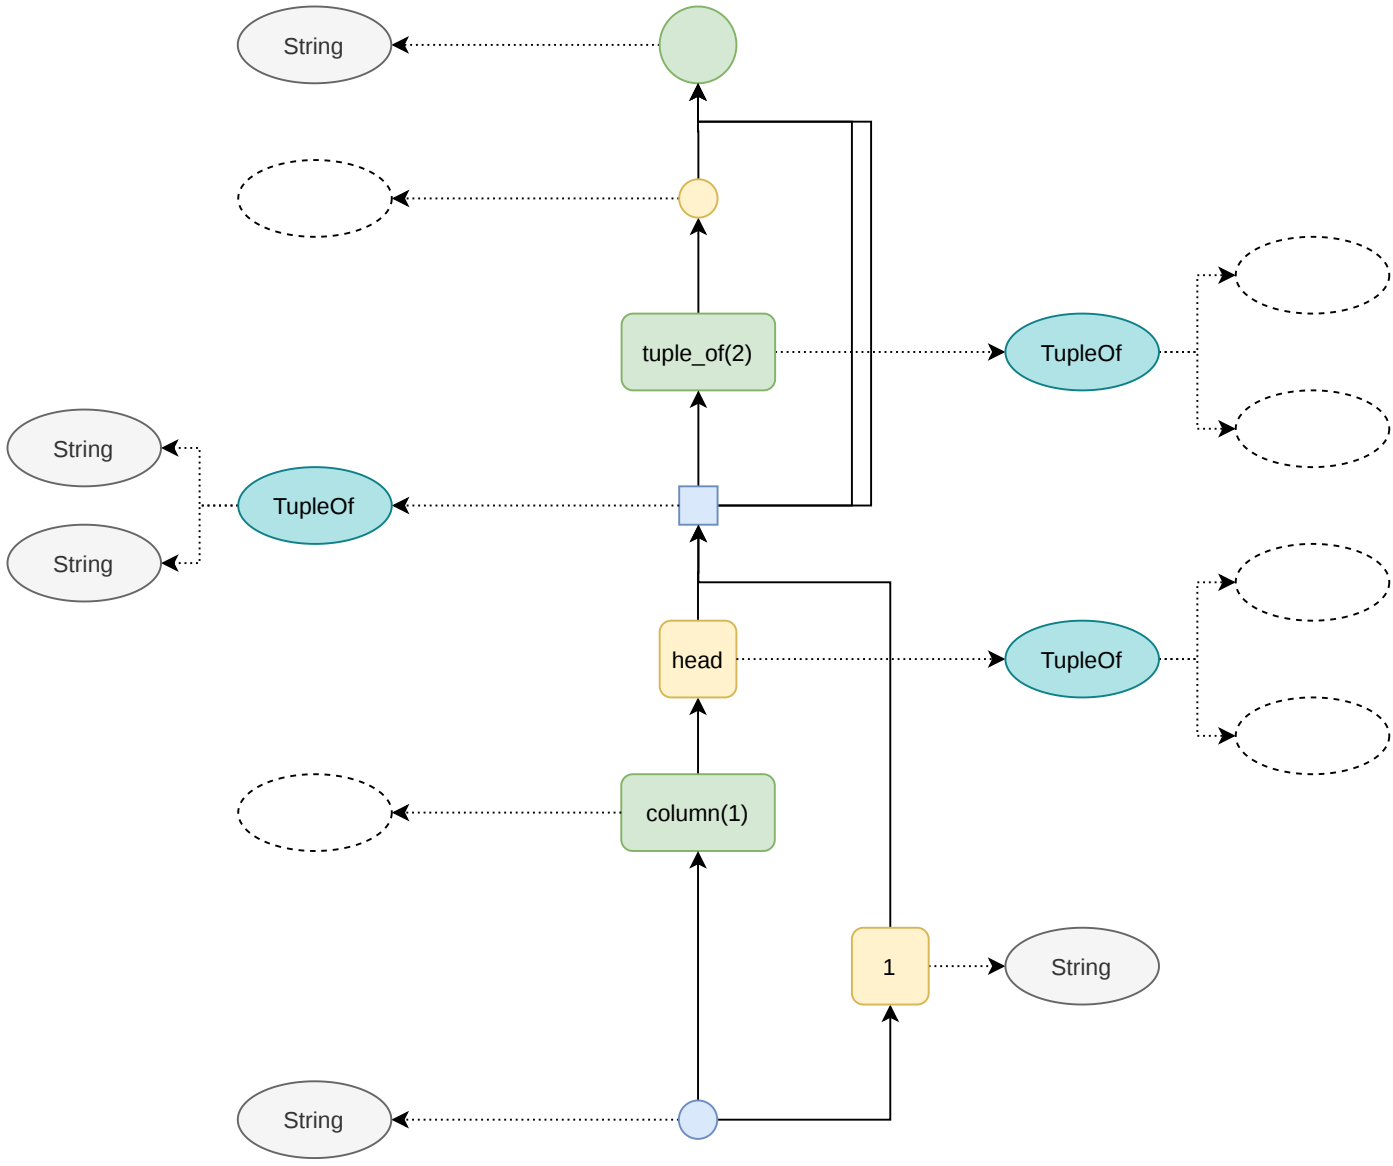 String
tuple_of(2)
TupleOf
String
TupleOf
String
head
TupleOf
column(1)
1
String
String